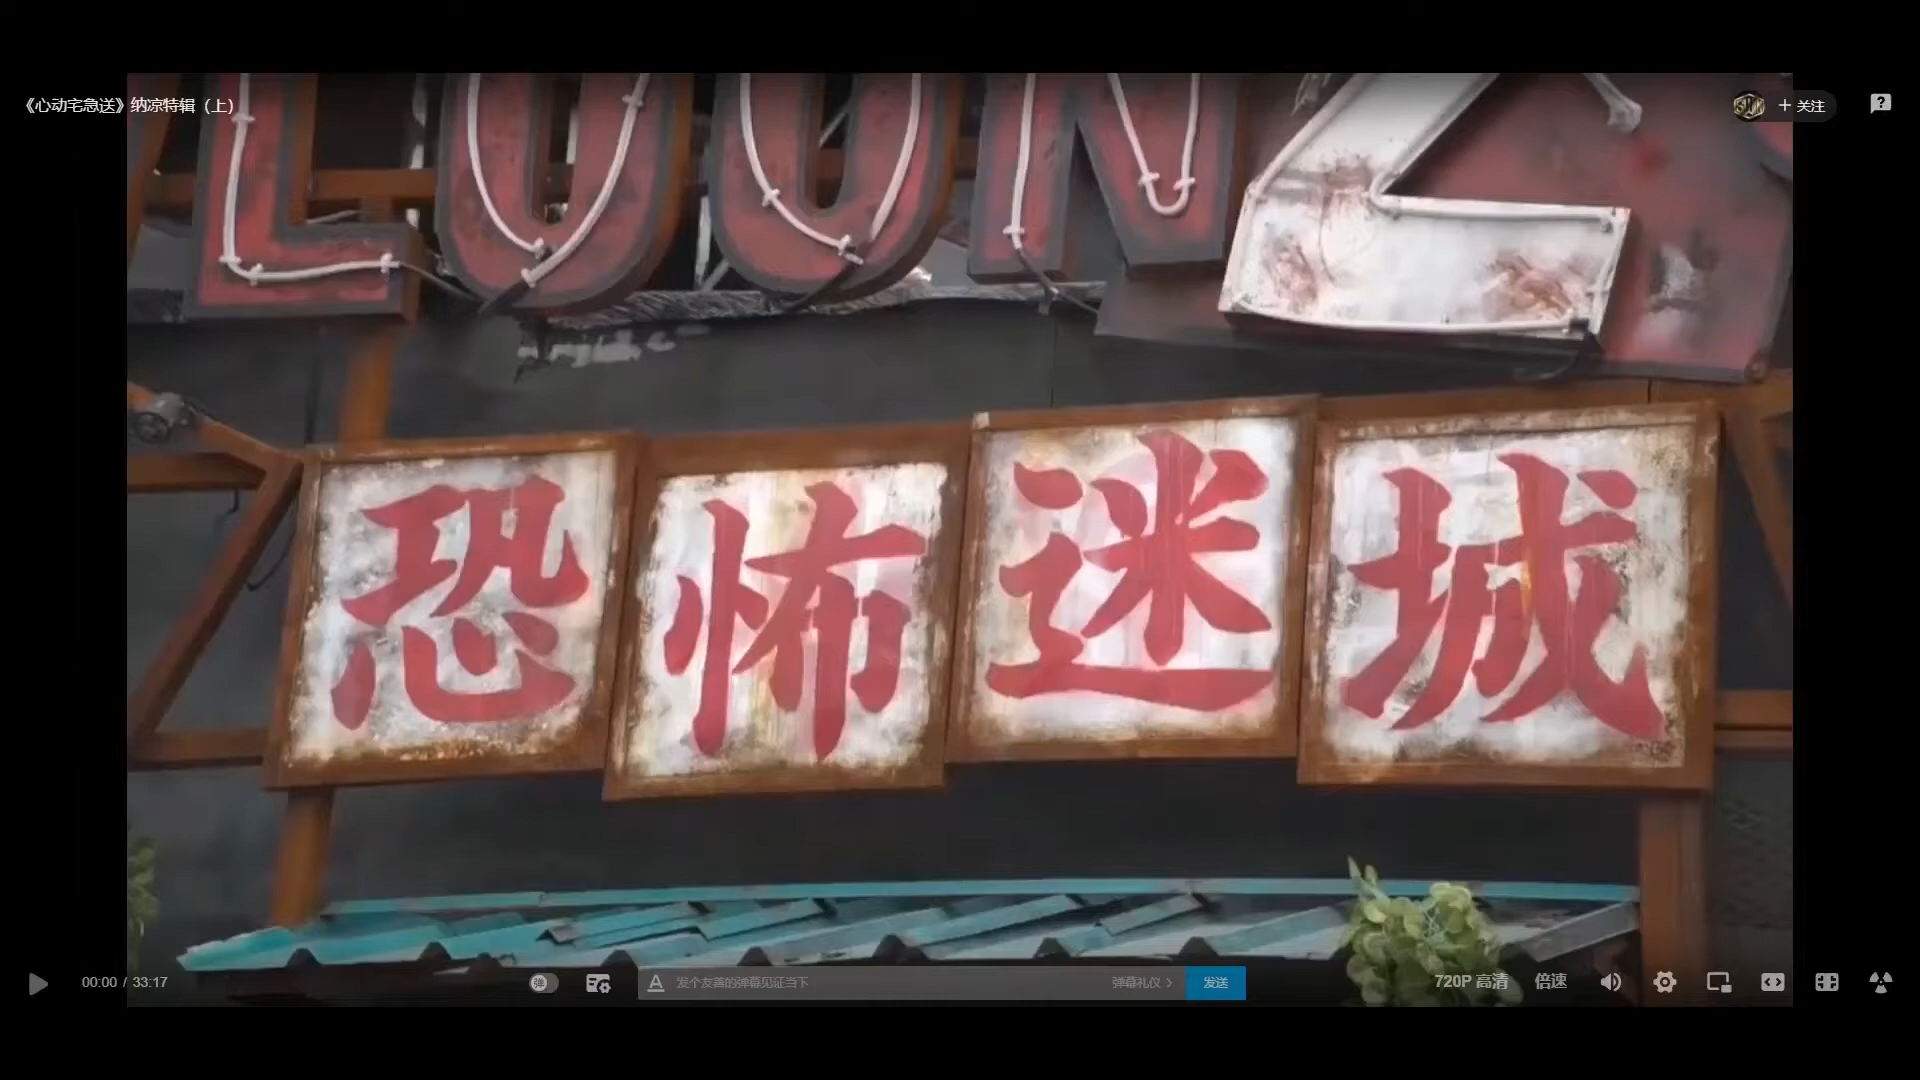 《心动宅急送》纳凉特辑（上）
+ 关注
LOONZ
恐怖迷城
00:00 / 33:17
弹
A 发个友善的弹幕见证当下
弹幕礼仪 >
发送
720P 高清
倍速